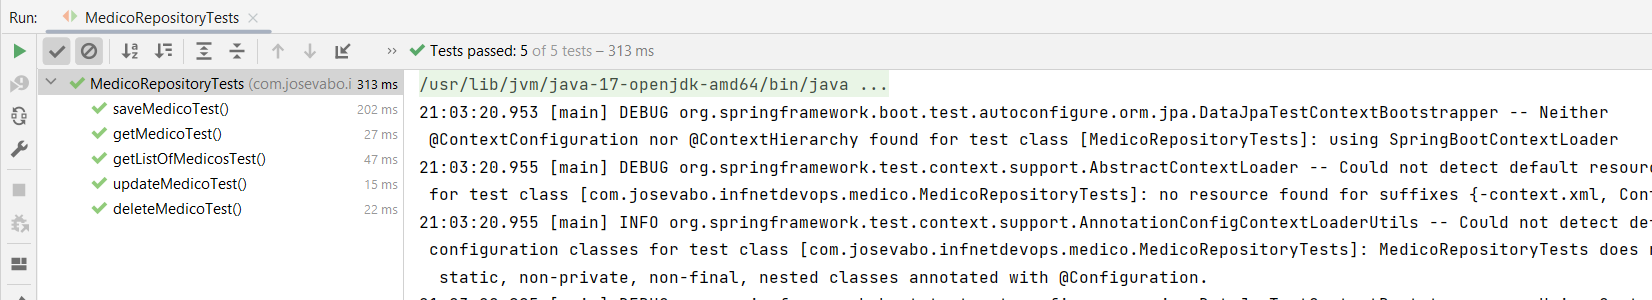 Run: MedicoRepositoryTests
Tests passed: 5 of 5 tests – 313 ms
MedicoRepositoryTests (com.josevabo.i 313 ms
saveMedicoTest() 202 ms
getMedicoTest() 27 ms
getListOfMedicosTest() 47 ms
updateMedicoTest() 15 ms
deleteMedicoTest() 22 ms
/usr/lib/jvm/java-17-openjdk-amd64/bin/java ...
21:03:20.953 [main] DEBUG org.springframework.boot.test.autoconfigure.orm.jpa.DataJpaTestContextBootstrapper -- Neither
@ContextConfiguration nor @ContextHierarchy found for test class [MedicoRepositoryTests]: using SpringBootContextLoader
21:03:20.955 [main] DEBUG org.springframework.test.context.support.AbstractContextLoader -- Could not detect default resour
for test class [com.josevabo.infnetdevops.medico.MedicoRepositoryTests]: no resource found for suffixes {-context.xml, Con
21:03:20.955 [main] INFO org.springframework.test.context.support.AnnotationConfigContextLoaderUtils -- Could not detect de
configuration classes for test class [com.josevabo.infnetdevops.medico.MedicoRepositoryTests]: MedicoRepositoryTests does
static, non-private, non-final, nested classes annotated with @Configuration.